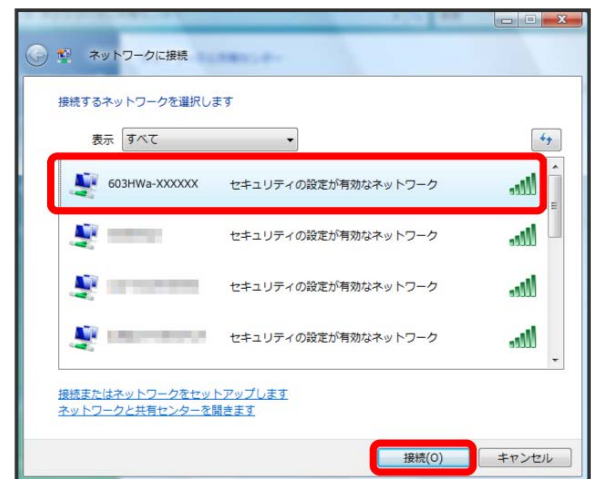 ネットワークに接続
接続するネットワークを選択します
表示 すべて
603HWa-XXXXXX セキュリティの設定が有効なネットワーク
セキュリティの設定が有効なネットワーク
セキュリティの設定が有効なネットワーク
セキュリティの設定が有効なネットワーク
接続またはネットワークをセットアップします
ネットワークと共有センターを開きます
接続(O) キャンセル